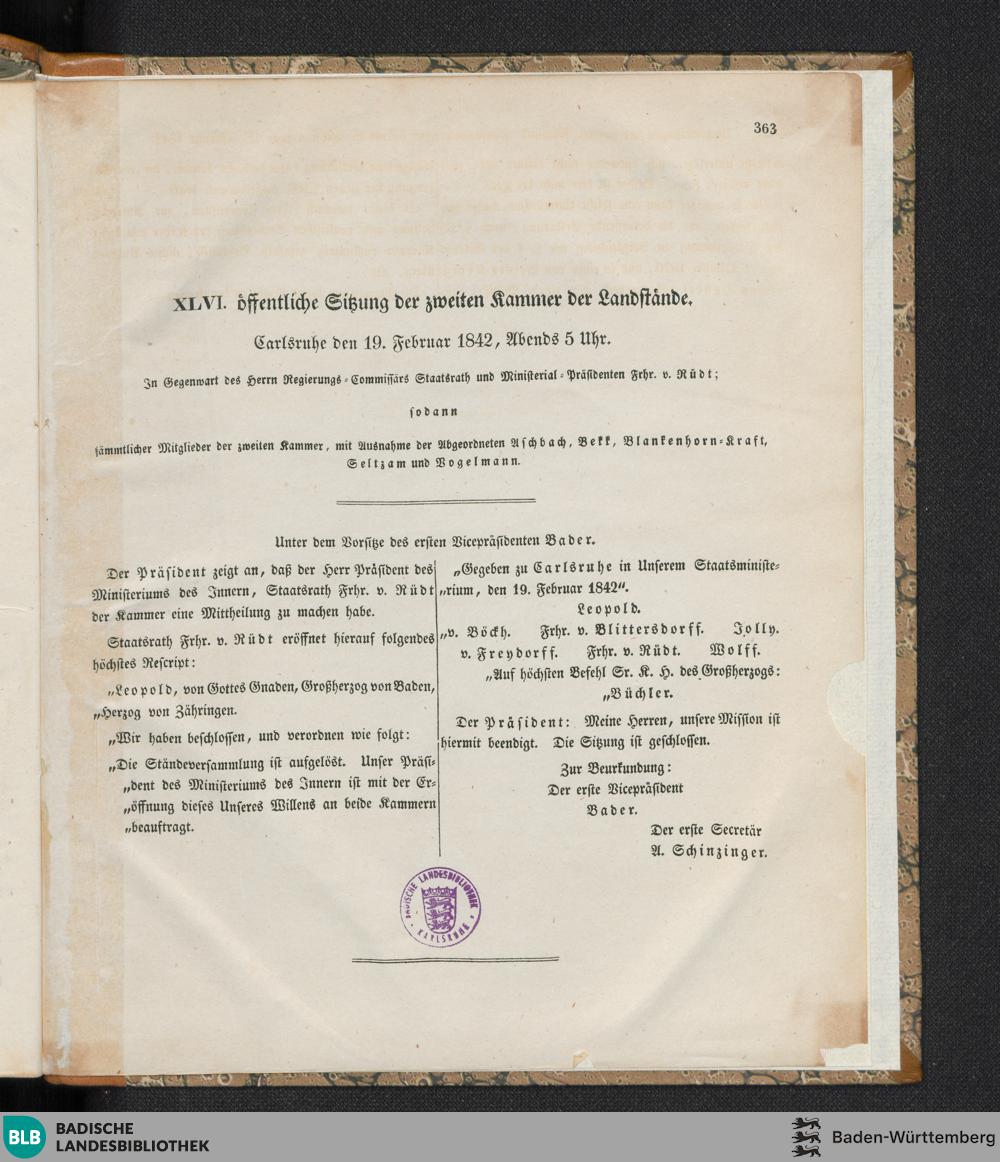 363
XLVI. öffentliche Sitzung der zweiten Kammer der Landstände.
Carlsruhe den 19. Februar 1842, Abends 5 Uhr.
In Gegenwart des Herrn Regierungs-Commissärs Staatsrath und Ministerial-Präsidenten Frhr. v. Rüdt;
sodann
sämmtlicher Mitglieder der zweiten Kammer, mit Ausnahme der Abgeordneten Aschbach, Bekk, Blankenhorn-Kraft,
Seltzam und Vogelmann.
Unter dem Vorsitze des ersten Vicepräsidenten Bader.
Der Präsident zeigt an, daß der Herr Präsident des
Ministeriums des Innern, Staatsrath Frhr. v. Rüdt
der Kammer eine Mittheilung zu machen habe.
Staatsrath Frhr. v. Rüdt eröffnet hierauf folgendes
höchstes Rescript:
„Leopold, von Gottes Gnaden, Großherzog von Baden,
„Herzog von Zähringen.
„Wir haben beschlossen, und verordnen wie folgt:
„Die Ständeversammlung ist aufgelöst. Unser Präsi-
„dent des Ministeriums des Innern ist mit der Er-
„öffnung dieses Unseres Willens an beide Kammern
„beauftragt.
„Gegeben zu Carlsruhe in Unserem Staatsministe-
„rium, den 19. Februar 1842“.
Leopold.
„v. Böckh. Frhr. v. Blittersdorff. Jolly.
v. Freydorff. Frhr. v. Rüdt. Wolff.
„Auf höchsten Befehl Sr. K. H. des Großherzogs:
„Büchler.
Der Präsident: Meine Herren, unsere Mission ist
hiermit beendigt. Die Sitzung ist geschlossen.
Zur Beurkundung:
Der erste Vicepräsident
Bader.
Der erste Secretär
A. Schinzinger.
BADISCHE LANDESBIBLIOTHEK
KARLSRUHE
BLB
BADISCHE
LANDESBIBLIOTHEK
Baden-Württemberg